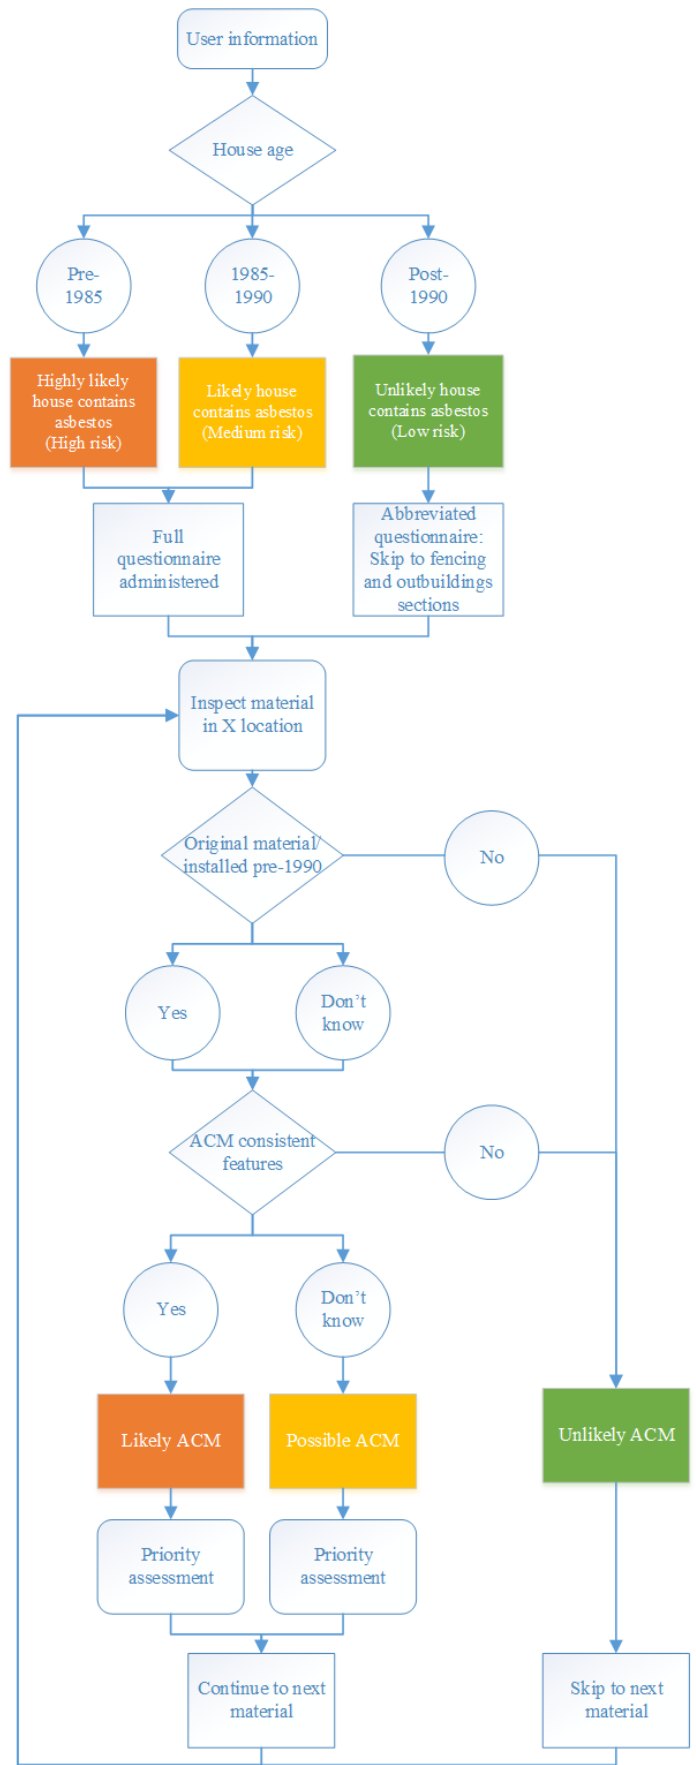 User information
House age
Pre-
1985
1985-
1990
Post-
1990
Highly likely
house contains
asbestos
(High risk)
Likely house
contains asbestos
(Medium risk)
Unlikely house
contains asbestos
(Low risk)
Full
questionnaire
administered
Abbreviated
questionnaire:
Skip to fencing
and outbuildings
sections
Inspect material
in X location
Original material/
installed pre-1990
No
Yes
Don't
know
ACM consistent
features
No
Yes
Don't
know
Likely ACM
Possible ACM
Unlikely ACM
Priority
assessment
Priority
assessment
Continue to next
material
Skip to next
material